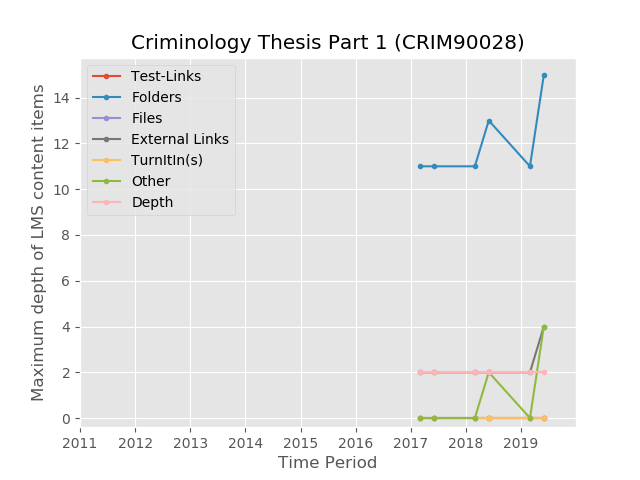 Criminology Thesis Part 1 (CRIM90028)
Test-Links
Folders
Files
External Links
TurnItIn(s)
Other
Depth
Maximum depth of LMS content items
14
12
10
8
6
4
2
0
2011 2012 2013 2014 2015 2016 2017 2018 2019
Time Period